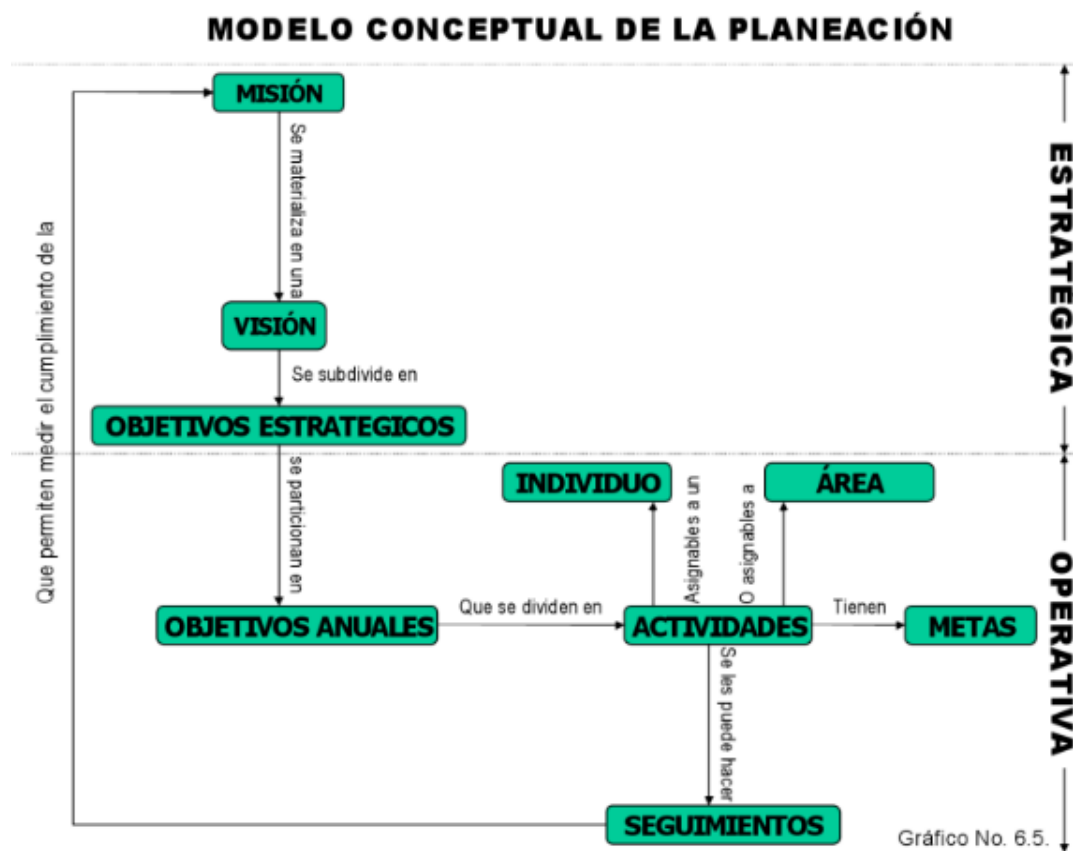 MODELO CONCEPTUAL DE LA PLANEACIÓN
MISIÓN
Se materializa en una
VISIÓN
Se subdivide en
OBJETIVOS ESTRATEGICOS
ESTRATEGICA
Que permiten medir el cumplimiento de la
se particionan en
INDIVIDUO
ÁREA
Asignables a un
O asignables a
OBJETIVOS ANUALES
Que se dividen en
ACTIVIDADES
Tienen
METAS
Se les puede hacer
SEGUIMIENTOS
OPERATIVA
Gráfico No. 6.5.